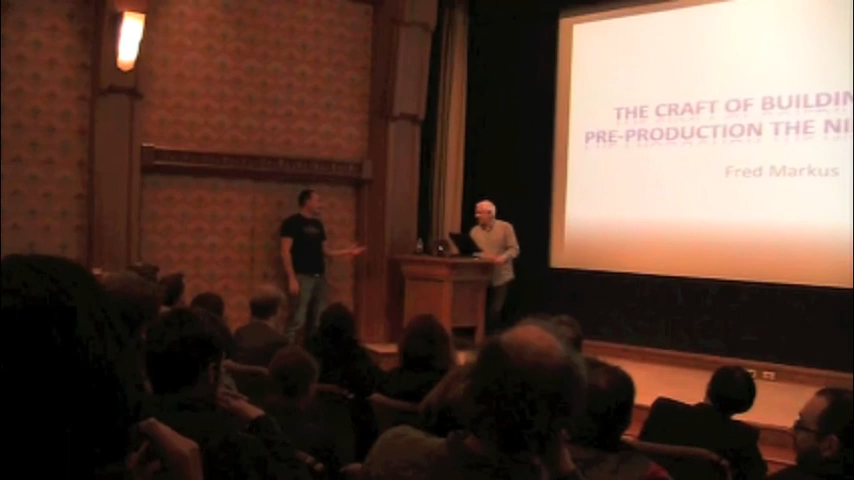 THE CRAFT OF BUILDIN
PRE-PRODUCTION THE NI
Fred Markus